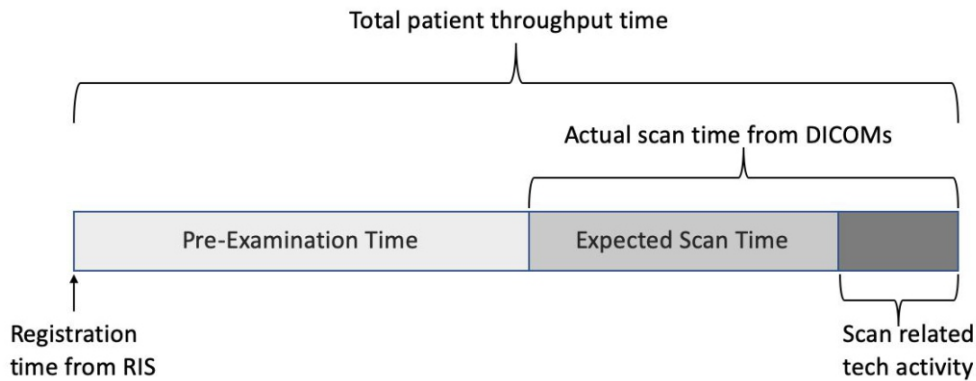 Total patient throughput time
Actual scan time from DICOMs
Pre-Examination Time
Expected Scan Time
Registration
time from RIS
Scan related
tech activity